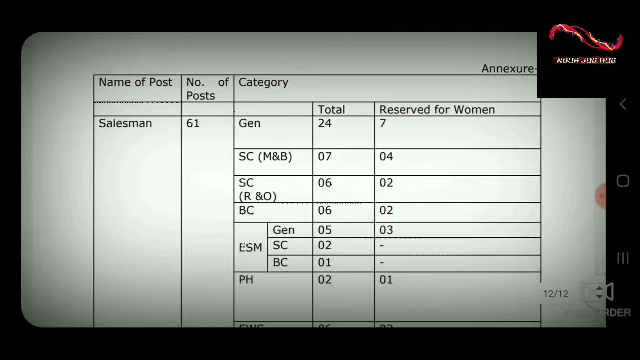 Annexure-
Name of Post No. of Posts Category
Total Reserved for Women
Salesman 61 Gen 24 7
SC (M&B) 07 04
SC (R &O) 06 02
BC 06 02
ESM Gen 05 03
SC 02 -
BC 01 -
PH 02 01
12/12